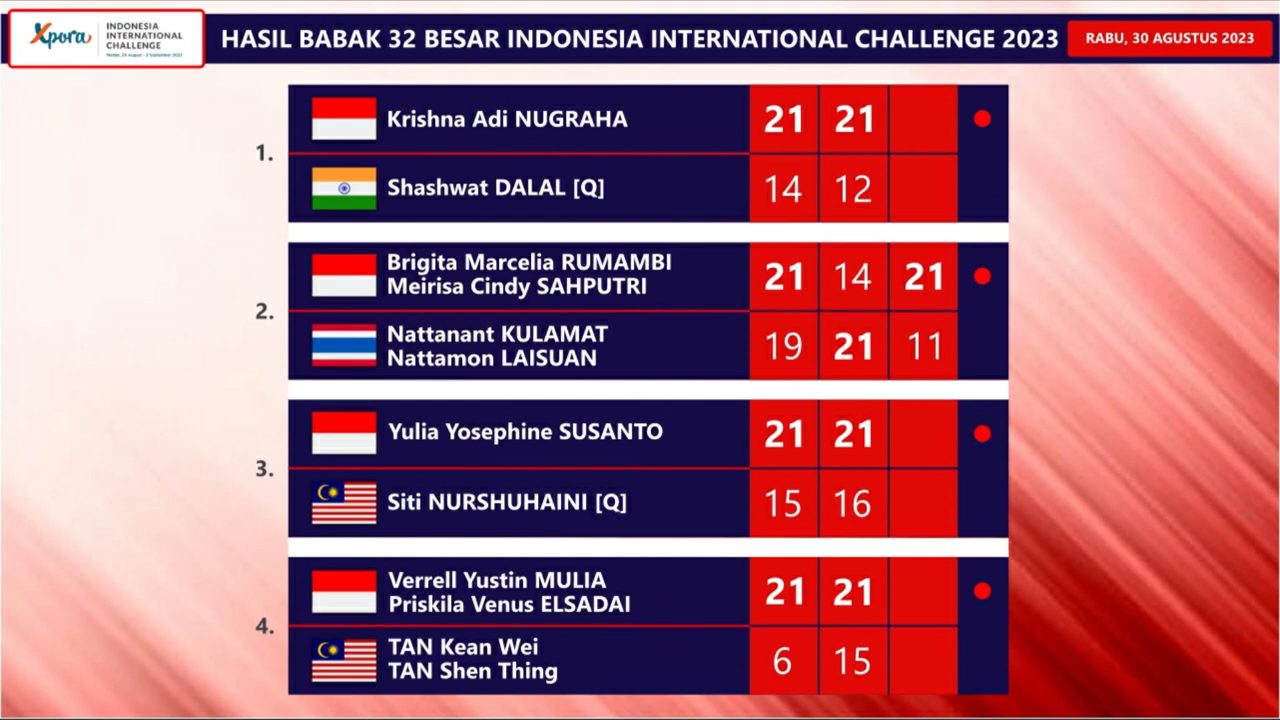 Xpora
INDONESIA
INTERNATIONAL
CHALLENGE
HASIL BABAK 32 BESAR INDONESIA INTERNATIONAL CHALLENGE 2023
RABU, 30 AGUSTUS 2023
1.
Krishna Adi NUGRAHA 21 21
Shashwat DALAL [Q] 14 12
2.
Brigita Marcelia RUMAMBI
Meirisa Cindy SAHPUTRI
21 14 21
Nattanant KULAMAT
Nattamon LAISUAN
19 21 11
3.
Yulia Yosephine SUSANTO 21 21
Siti NURSHUHAINI [Q] 15 16
4.
Verrell Yustin MULIA
Priskila Venus ELSADAI
21 21
TAN Kean Wei
TAN Shen Thing
6 15